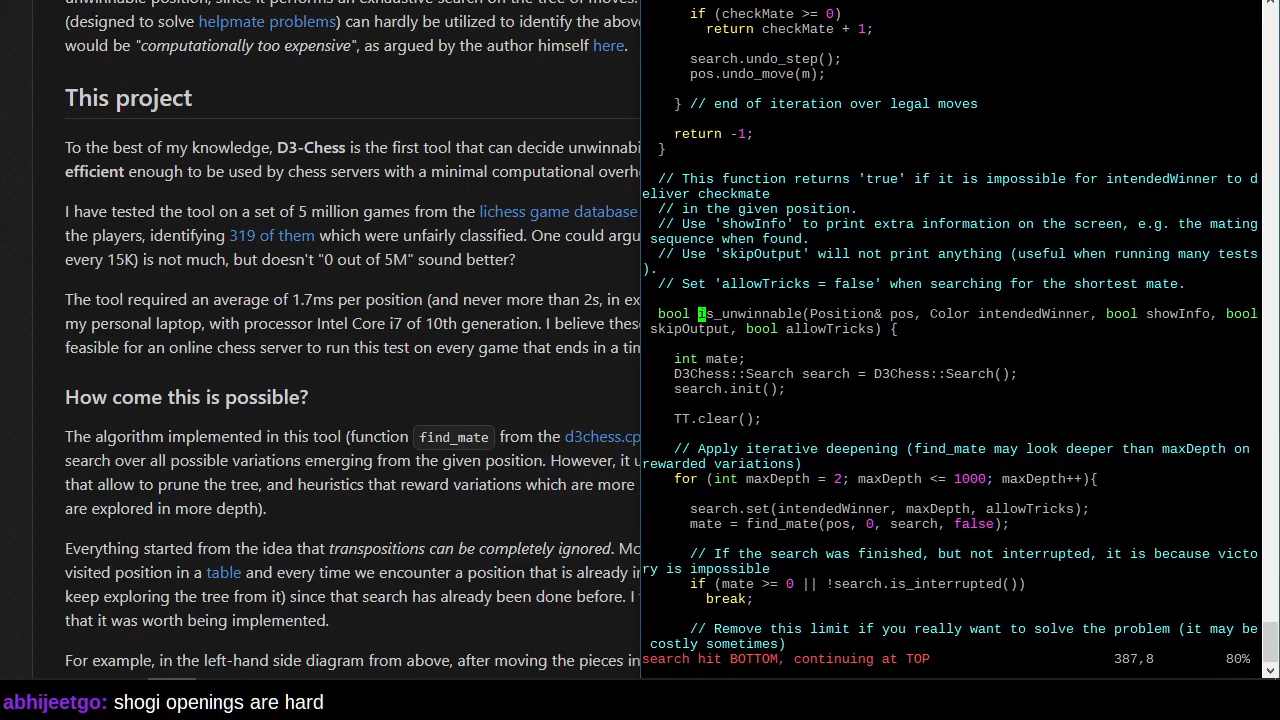 unwinnable position, since it performs an exhaustive search on the tree of moves.
(designed to solve helpmate problems) can hardly be utilized to identify the above
would be "computationally too expensive", as argued by the author himself here.
This project
To the best of my knowledge, D3-Chess is the first tool that can decide unwinnabi
efficient enough to be used by chess servers with a minimal computational overhe
I have tested the tool on a set of 5 million games from the lichess game database
the players, identifying 319 of them which were unfairly classified. One could argu
every 15K) is not much, but doesn't "0 out of 5M" sound better?
The tool required an average of 1.7ms per position (and never more than 2s, in ex
my personal laptop, with processor Intel Core i7 of 10th generation. I believe these
feasible for an online chess server to run this test on every game that ends in a tin
How come this is possible?
The algorithm implemented in this tool (function find_mate from the d3chess.cp
search over all possible variations emerging from the given position. However, it u
that allow to prune the tree, and heuristics that reward variations which are more
are explored in more depth).
Everything started from the idea that transpositions can be completely ignored. Mo
visited position in a table and every time we encounter a position that is already in
keep exploring the tree from it) since that search has already been done before. I
that it was worth being implemented.
For example, in the left-hand side diagram from above, after moving the pieces in
if (checkMate >= 0)
return checkMate + 1;
search.undo_step();
pos.undo_move(m);
} // end of iteration over legal moves
return -1;
}
// This function returns 'true' if it is impossible for intendedWinner to d
eliver checkmate
// in the given position.
// Use 'showInfo' to print extra information on the screen, e.g. the mating
sequence when found.
// Use 'skipOutput' will not print anything (useful when running many tests
).
// Set 'allowTricks = false' when searching for the shortest mate.
bool is_unwinnable(Position& pos, Color intendedWinner, bool showInfo, bool
skipOutput, bool allowTricks) {
int mate;
D3Chess::Search search = D3Chess::Search();
search.init();
TT.clear();
// Apply iterative deepening (find_mate may look deeper than maxDepth on
rewarded variations)
for (int maxDepth = 2; maxDepth <= 1000; maxDepth++){
search.set(intendedWinner, maxDepth, allowTricks);
mate = find_mate(pos, 0, search, false);
// If the search was finished, but not interrupted, it is because victo
ry is impossible
if (mate >= 0 || !search.is_interrupted())
break;
// Remove this limit if you really want to solve the problem (it may be
costly sometimes)
search hit BOTTOM, continuing at TOP 387,8 80%
abhijeetgo: shogi openings are hard